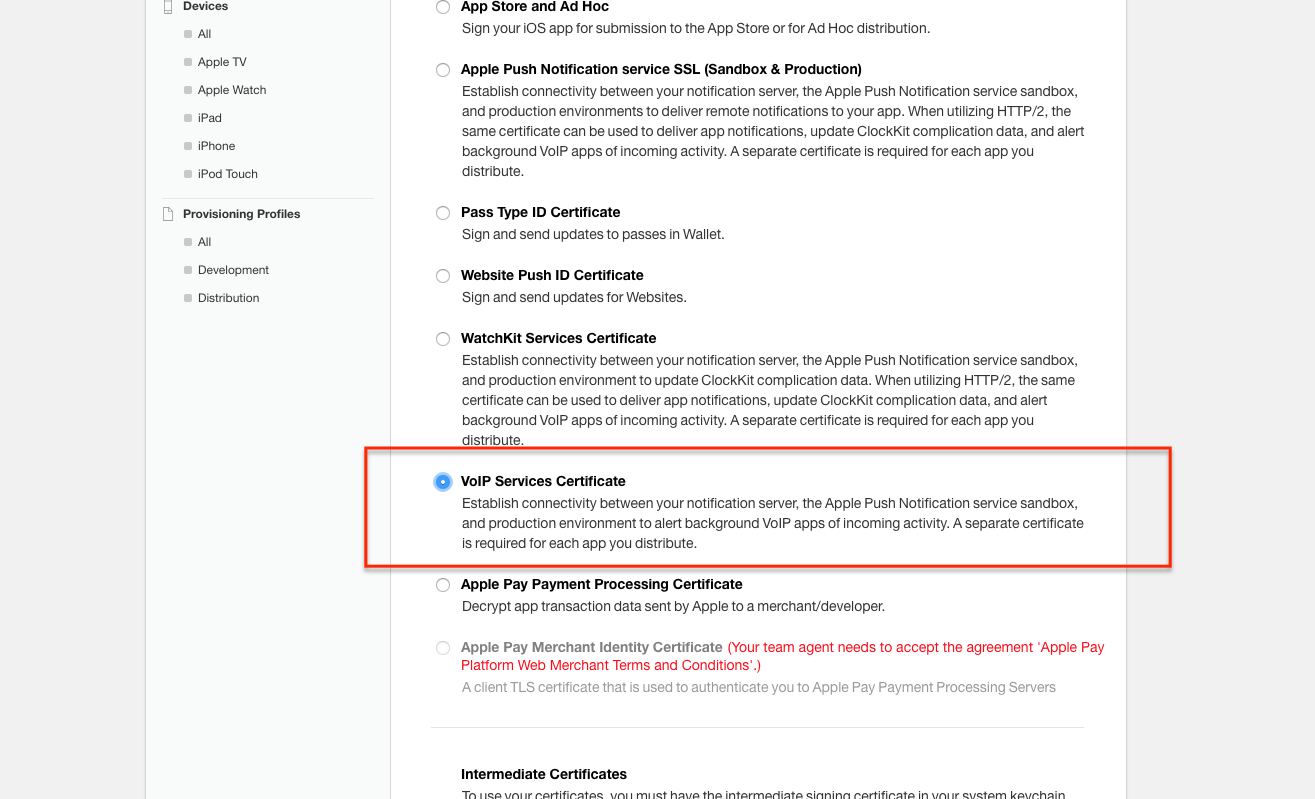 Devices
All
Apple TV
Apple Watch
iPad
iPhone
iPod Touch
Provisioning Profiles
All
Development
Distribution
App Store and Ad Hoc
Sign your iOS app for submission to the App Store or for Ad Hoc distribution.
Apple Push Notification service SSL (Sandbox & Production)
Establish connectivity between your notification server, the Apple Push Notification service sandbox,
and production environments to deliver remote notifications to your app. When utilizing HTTP/2, the
same certificate can be used to deliver app notifications, update ClockKit complication data, and alert
background VoIP apps of incoming activity. A separate certificate is required for each app you
distribute.
Pass Type ID Certificate
Sign and send updates to passes in Wallet.
Website Push ID Certificate
Sign and send updates for Websites.
WatchKit Services Certificate
Establish connectivity between your notification server, the Apple Push Notification service sandbox,
and production environment to update ClockKit complication data. When utilizing HTTP/2, the same
certificate can be used to deliver app notifications, update ClockKit complication data, and alert
background VoIP apps of incoming activity. A separate certificate is required for each app you
distribute.
VoIP Services Certificate
Establish connectivity between your notification server, the Apple Push Notification service sandbox,
and production environment to alert background VoIP apps of incoming activity. A separate certificate
is required for each app you distribute.
Apple Pay Payment Processing Certificate
Decrypt app transaction data sent by Apple to a merchant/developer.
Apple Pay Merchant Identity Certificate (Your team agent needs to accept the agreement 'Apple Pay
Platform Web Merchant Terms and Conditions'.)
A client TLS certificate that is used to authenticate you to Apple Pay Payment Processing Servers
Intermediate Certificates
To use your certificates, you must have the intermediate signing certificate in your system keychain.